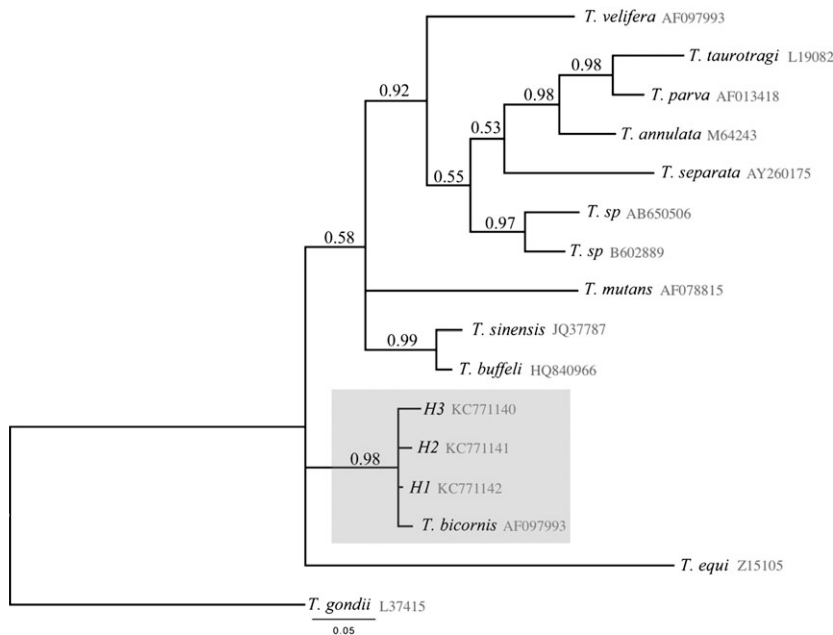 T. velifera AF097993
T. taurotragi L19082
0.98
0.92
T. parva AF013418
0.98
0.53
T. annulata M64243
T. separata AY260175
0.55
T. sp AB650506
0.97
0.58
T. sp B602889
T. mutans AF078815
T. sinensis JQ37787
0.99
T. buffeli HQ840966
H3 KC771140
H2 KC771141
0.98
H1 KC771142
T. bicornis AF097993
T. equi Z15105
T. gondii L37415
0.05